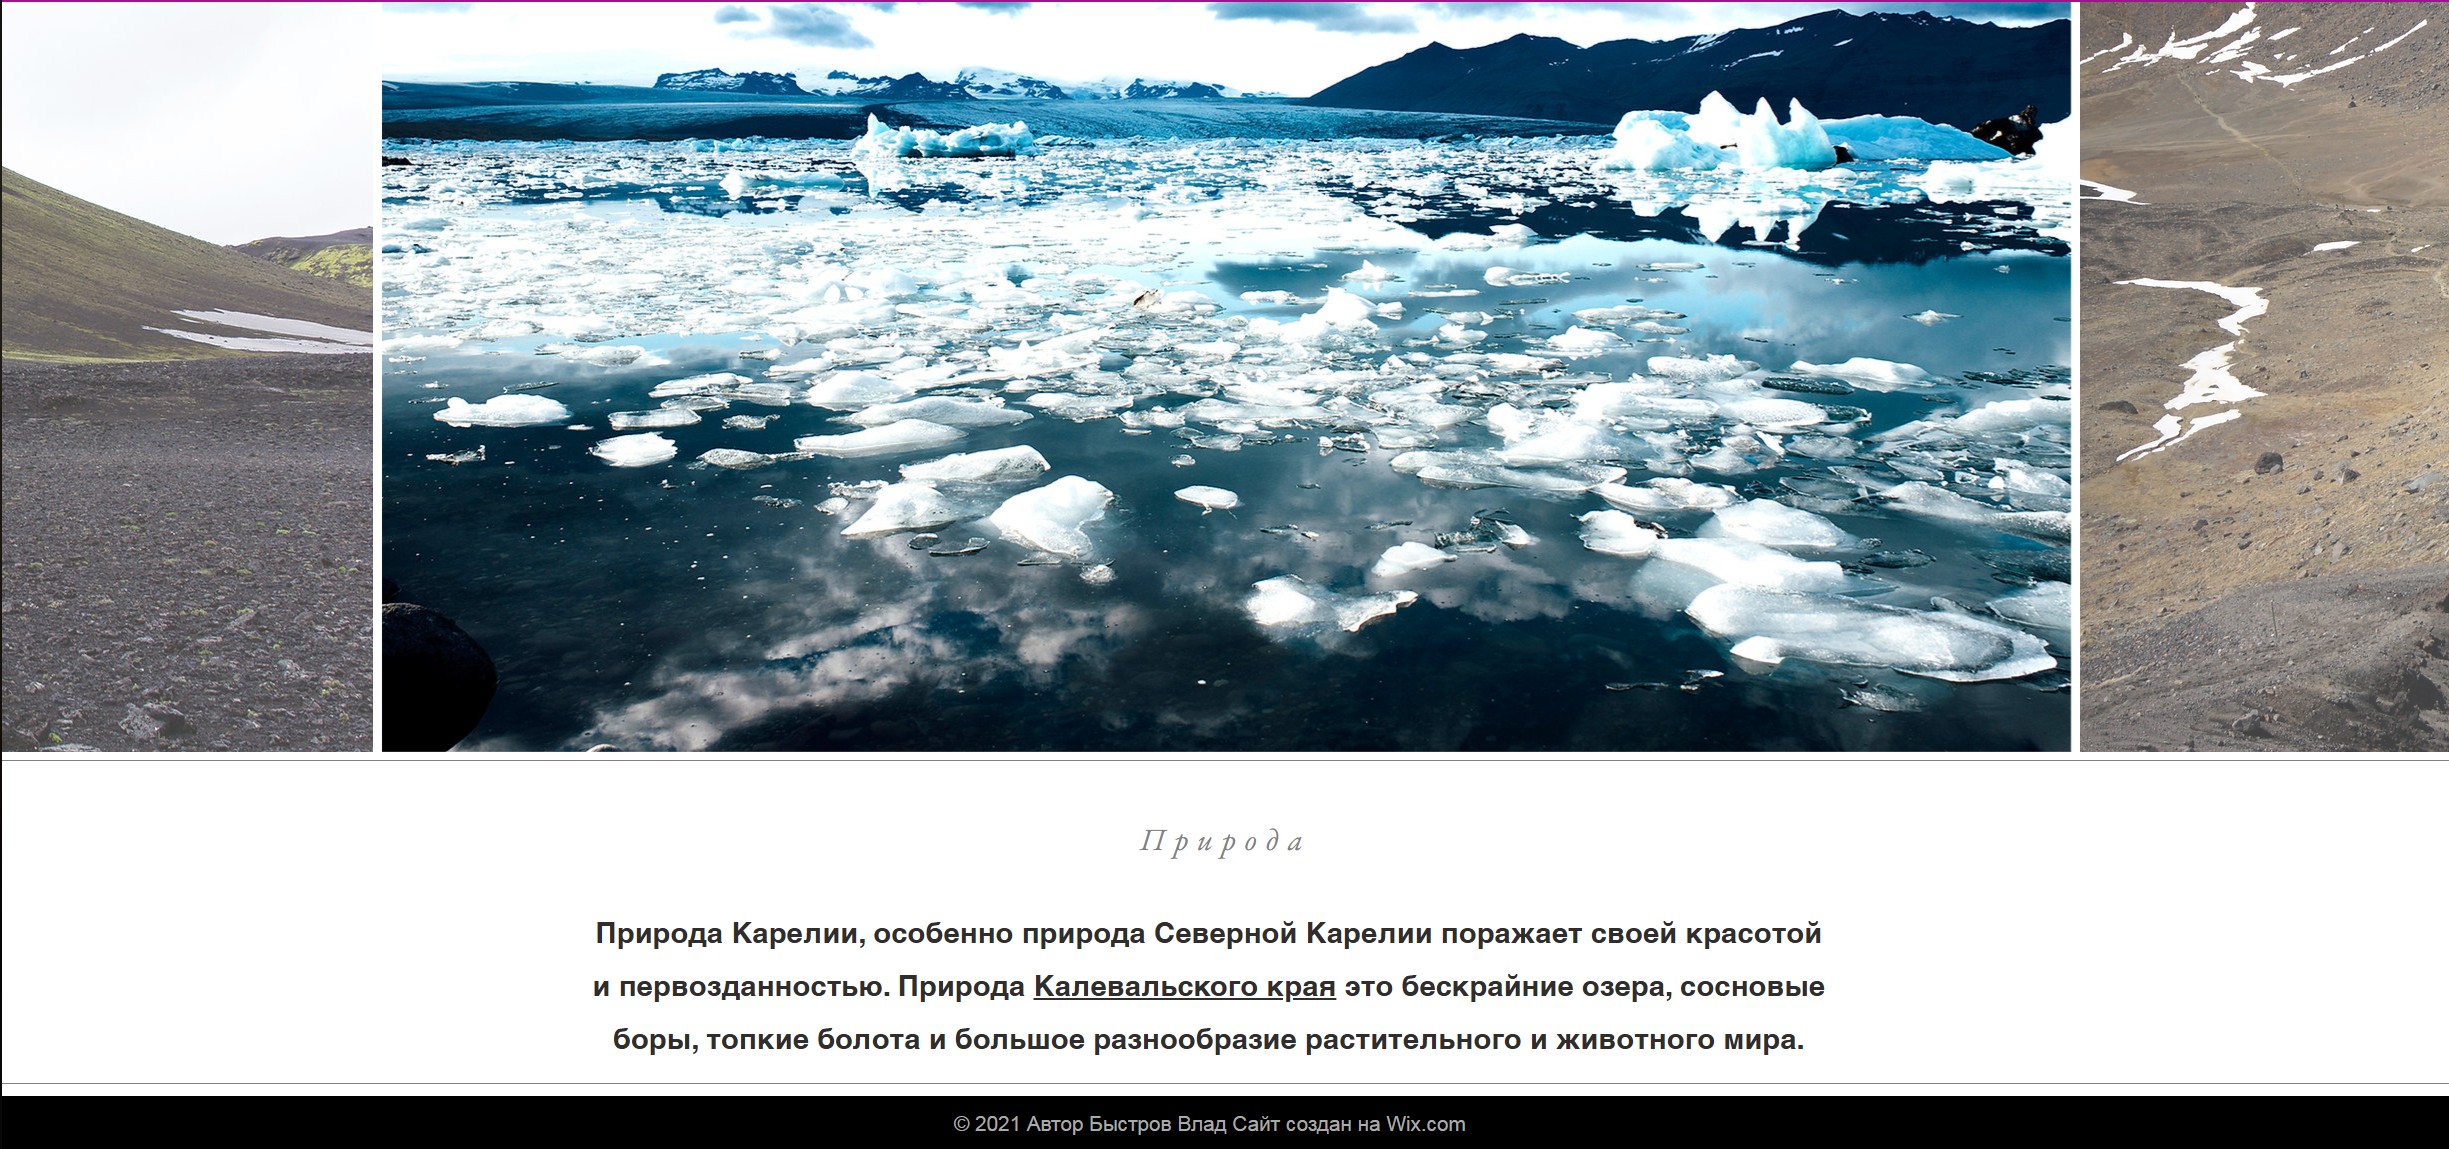 Природа
Природа Карелии, особенно природа Северной Карелии поражает своей красотой
и первозданностью. Природа Калевальского края это бескрайние озера, сосновые
боры, топкие болота и большое разнообразие растительного и животного мира.
© 2021 Автор Быстров Влад Сайт создан на Wix.com